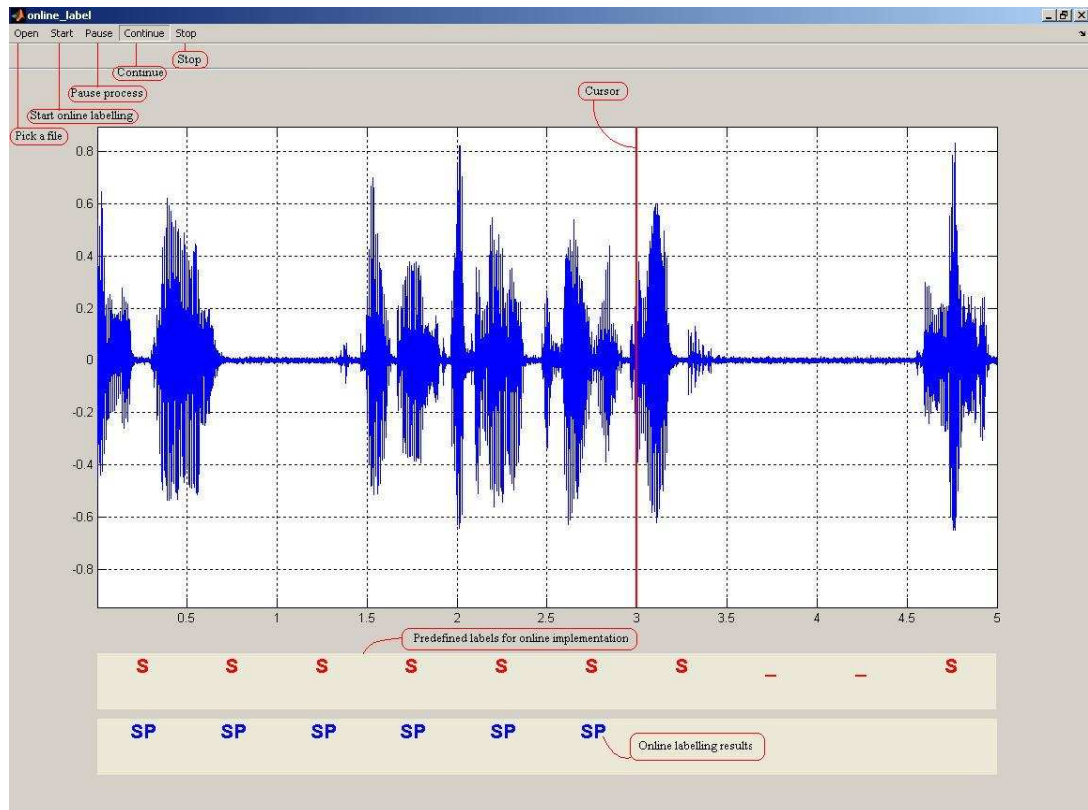 online_label
Open Start Pause Continue Stop
Stop
Continue
Pause process
Cursor
Start online labelling
Pick a file
0.8
0.6
0.4
0.2
0
-0.2
-0.4
-0.6
-0.8
0.5 1 1.5 2 2.5 3 3.5 4 4.5 5
Predefined labels for online implementation
S S S S S S S _ _ S
SP SP SP SP SP SP
Online labelling results